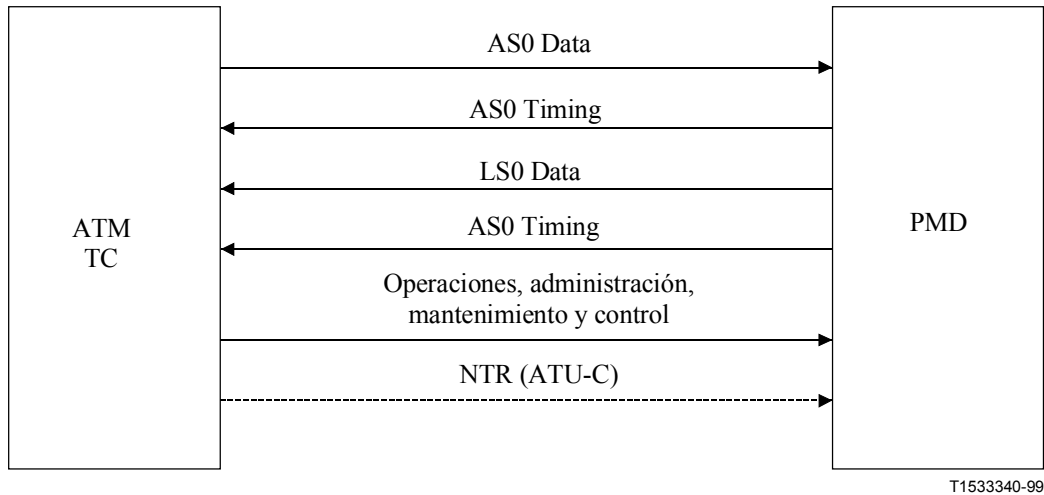 AS0 Data
AS0 Timing
LS0 Data
ATM
TC
AS0 Timing
PMD
Operaciones, administración,
mantenimiento y control
NTR (ATU-C)
T1533340-99